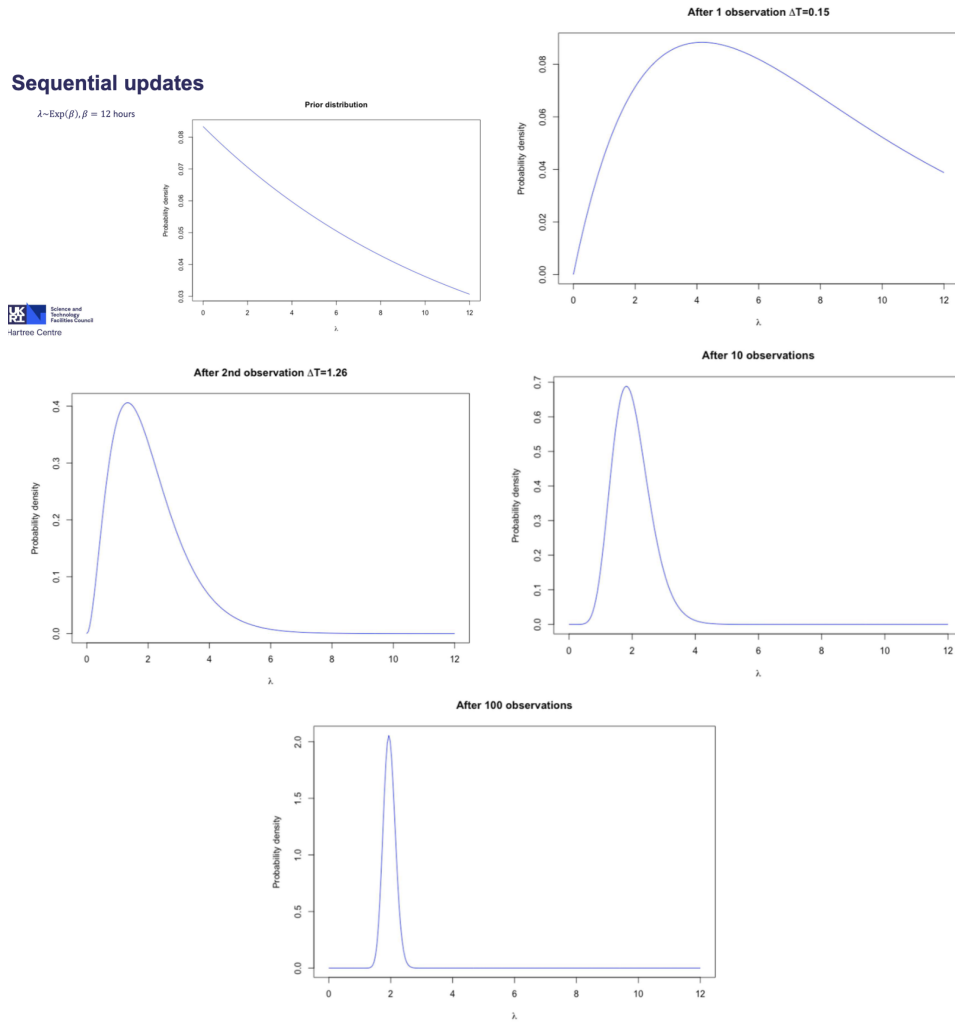 Sequential updates
λ~Exp(β), β = 12 hours
Prior distribution
Probability density
0.08
0.07
0.06
0.05
0.04
0.03
0 2 4 6 8 10 12
λ
UK
RI
Science and
Technology
Facilities Council
Hartree Centre
After 1 observation ΔT=0.15
Probability density
0.08
0.06
0.04
0.02
0.00
0 2 4 6 8 10 12
λ
After 2nd observation ΔT=1.26
Probability density
0.4
0.3
0.2
0.1
0.0
0 2 4 6 8 10 12
λ
After 10 observations
Probability density
0.7
0.6
0.5
0.4
0.3
0.2
0.1
0.0
0 2 4 6 8 10 12
λ
After 100 observations
Probability density
2.0
1.5
1.0
0.5
0.0
0 2 4 6 8 10 12
λ